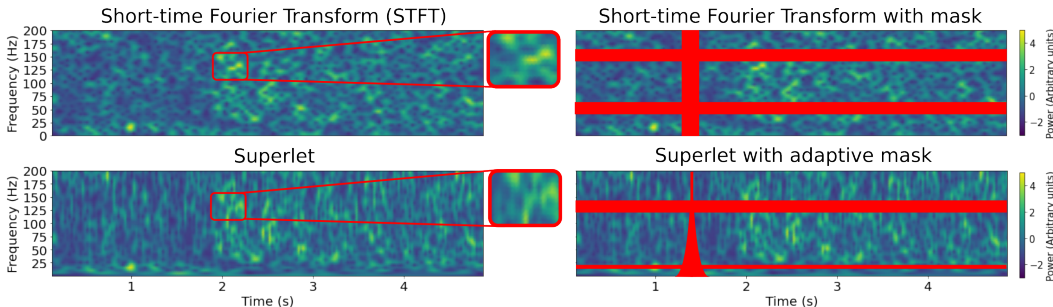 Short-time Fourier Transform (STFT)
Short-time Fourier Transform with mask
Frequency (Hz)
200
175
150
125
100
75
50
25
0
4
2
0
−2
Power (Arbitrary units)
Superlet
Superlet with adaptive mask
Frequency (Hz)
200
175
150
125
100
75
50
25
1 2 3 4
Time (s)
1 2 3 4
Time (s)
4
2
0
−2
Power (Arbitrary units)